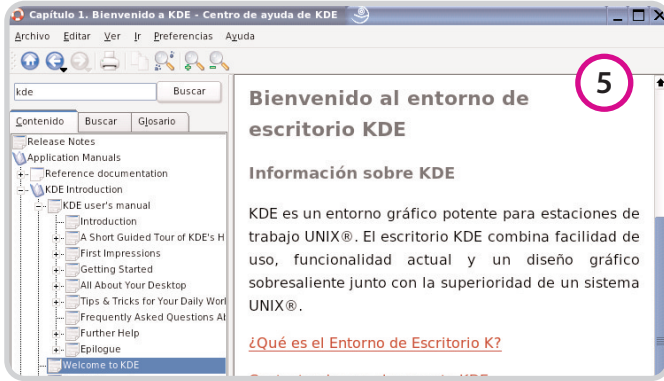 Capítulo 1. Bienvenido a KDE - Centro de ayuda de KDE
Archivo Editar Ver Ir Preferencias Ayuda
kde
Buscar
Contenido Buscar Glosario
Release Notes
Application Manuals
Reference documentation
KDE Introduction
KDE user's manual
Introduction
A Short Guided Tour of KDE's H
First Impressions
Getting Started
All About Your Desktop
Tips & Tricks for Your Daily Worl
Frequently Asked Questions Al
Further Help
Epilogue
Welcome to KDE
5
Bienvenido al entorno de
escritorio KDE
Información sobre KDE
KDE es un entorno gráfico potente para estaciones de
trabajo UNIX®. El escritorio KDE combina facilidad de
uso, funcionalidad actual y un diseño gráfico
sobresaliente junto con la superioridad de un sistema
UNIX®.
¿Qué es el Entorno de Escritorio K?